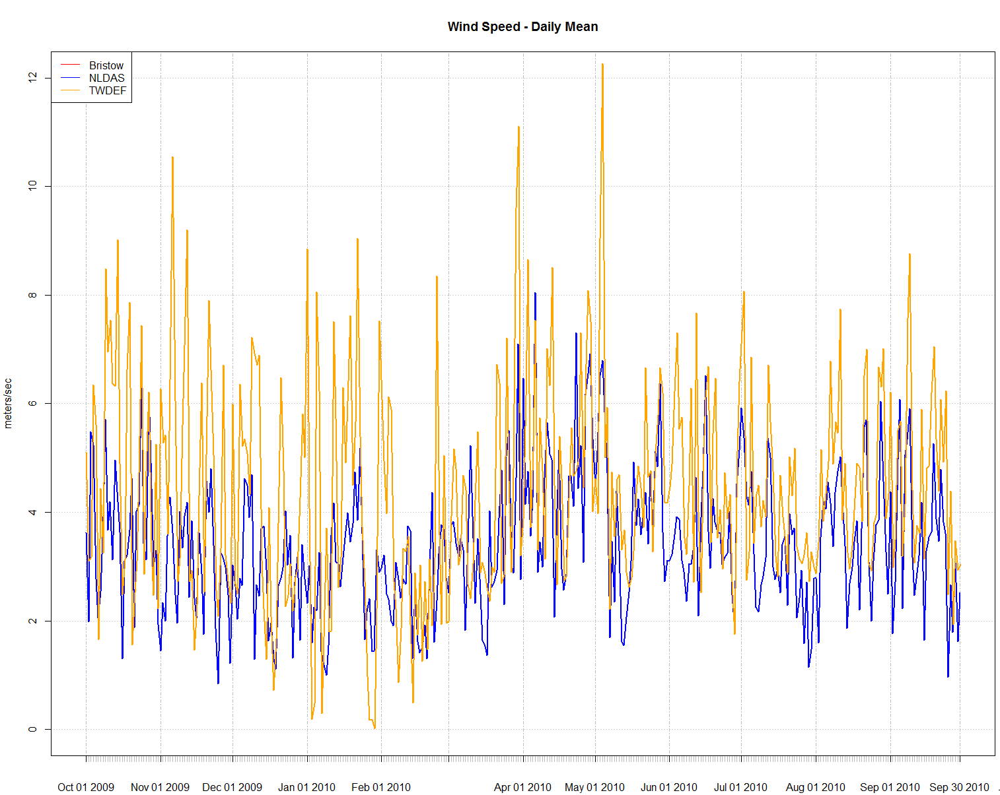 Wind Speed - Daily Mean
Bristow
NLDAS
TWDEF
meters/sec
12
10
8
6
4
2
0
Oct 01 2009 Nov 01 2009 Dec 01 2009 Jan 01 2010 Feb 01 2010 Apr 01 2010 May 01 2010 Jun 01 2010 Jul 01 2010 Aug 01 2010 Sep 01 2010 Sep 30 2010 .